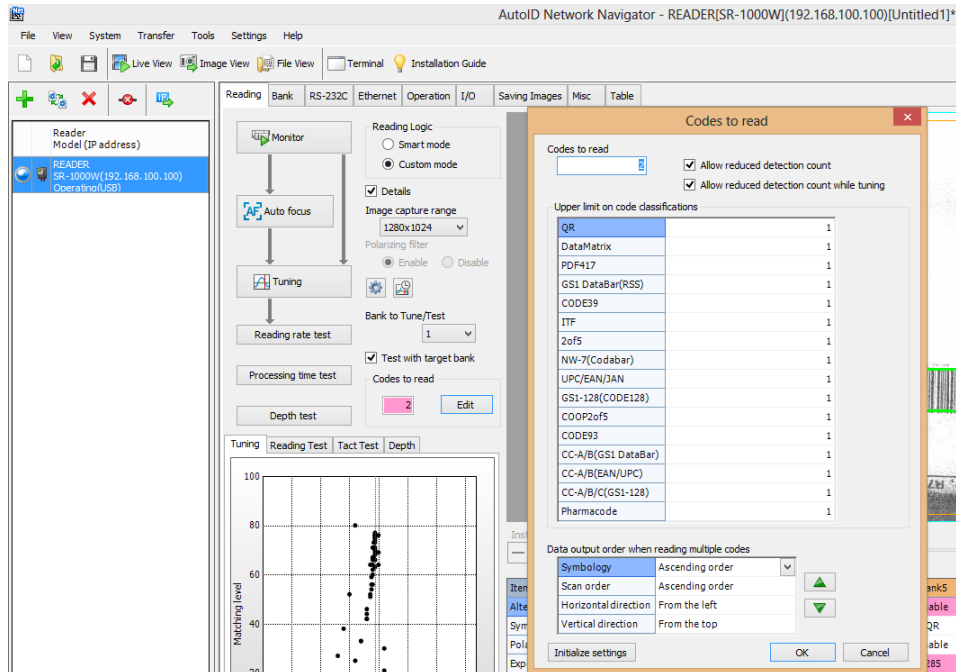 AutoID Network Navigator - READER[SR-1000W](192.168.100.100)[Untitled1]*
File View System Transfer Tools Settings Help
Live View Image View File View Terminal Installation Guide
Reader
Model (IP address)
READER
SR-1000W(192.168.100.100)
Operating(USB)
Reading Bank RS-232C Ethernet Operation I/O Saving Images Misc Table
Monitor
Auto focus
Tuning
Reading rate test
Processing time test
Depth test
Reading Logic
Smart mode
Custom mode
Details
Image capture range
1280x1024
Polarizing filter
Enable Disable
Bank to Tune/Test
1
Test with target bank
Codes to read
2 Edit
Tuning Reading Test Tact Test Depth
100
80
60
40
20
Matching level
Codes to read
Codes to read
2
Allow reduced detection count
Allow reduced detection count while tuning
Upper limit on code classifications
QR 1
DataMatrix 1
PDF417 1
GS1 DataBar(RSS) 1
CODE39 1
ITF 1
2of5 1
NW-7(Codabar) 1
UPC/EAN/JAN 1
GS1-128(CODE128) 1
COOP2of5 1
CODE93 1
CC-A/B(GS1 DataBar) 1
CC-A/B(EAN/UPC) 1
CC-A/B/C(GS1-128) 1
Pharmacode 1
Data output order when reading multiple codes
Symbology Ascending order
Scan order Ascending order
Horizontal direction From the left
Vertical direction From the top
Initialize settings OK Cancel